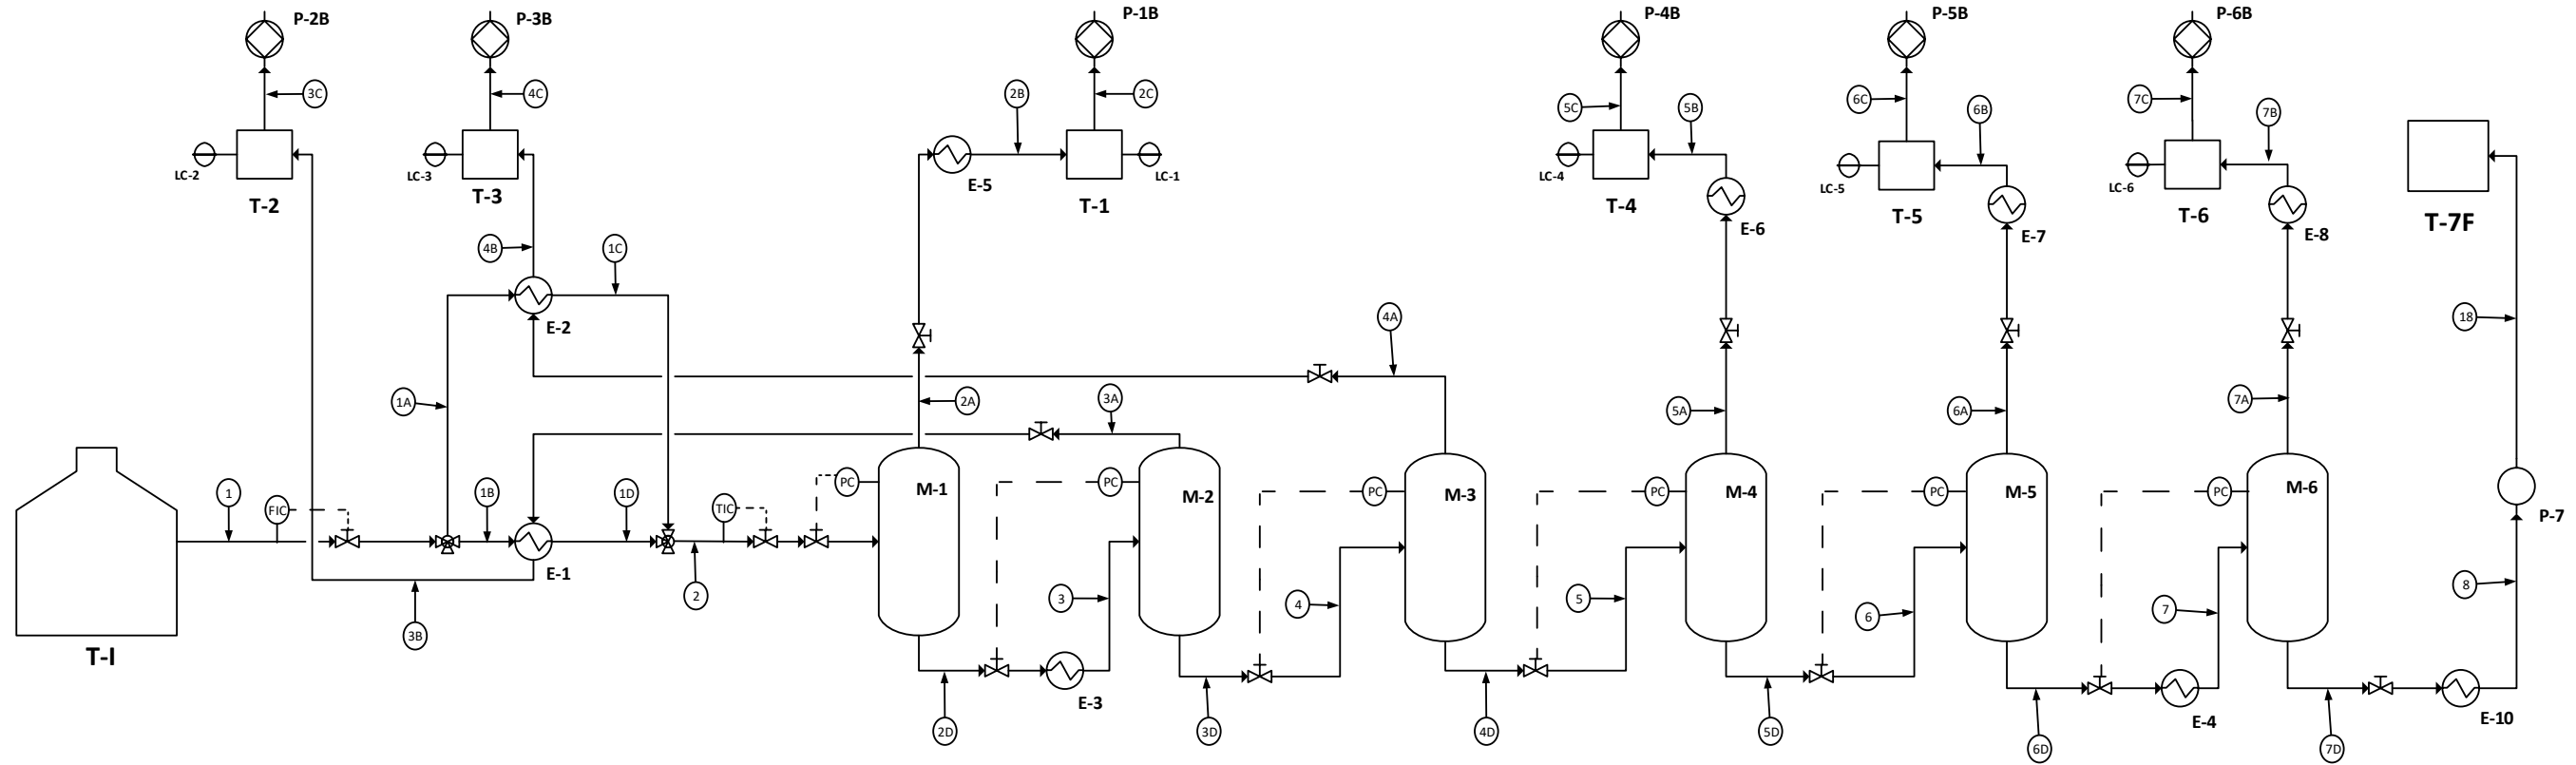 P-2B
P-3B
P-1B
P-4B
P-5B
P-6B
3C
4C
2B
2C
5C
5B
6C
6B
7C
7B
LC-2
T-2
LC-3
T-3
E-5
LC-1
T-1
LC-4
T-4
LC-5
T-5
LC-6
T-6
T-7F
E-6
E-7
E-8
4B
1C
E-2
4A
18
1A
2A
3A
5A
6A
7A
1
FIC
1B
1D
TIC
PC
M-1
PC
M-2
PC
M-3
PC
M-4
PC
M-5
PC
M-6
P-7
E-1
2
3
4
5
6
7
8
T-I
3B
E-3
E-4
E-10
2D
3D
4D
5D
6D
7D